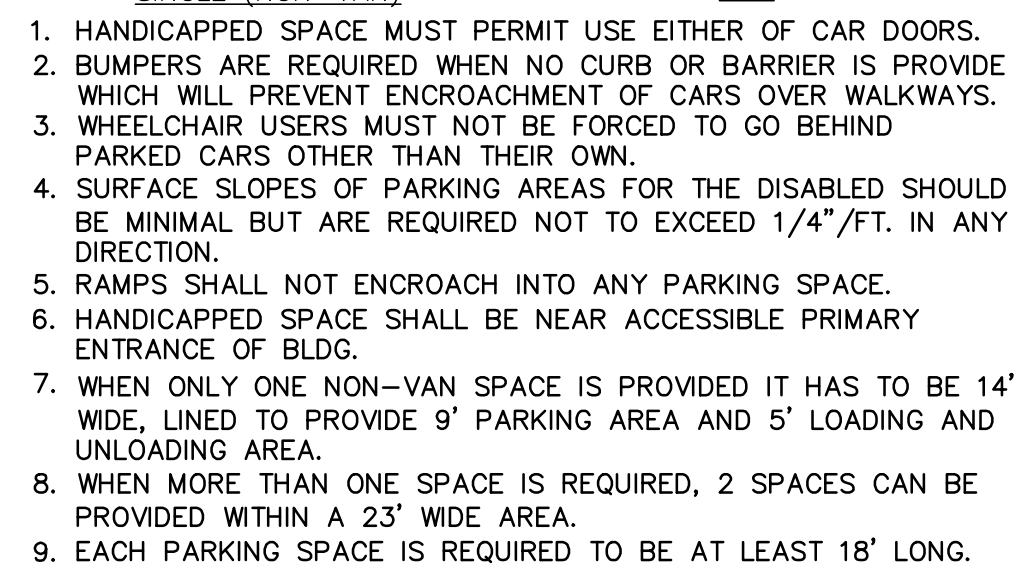 1. HANDICAPPED SPACE MUST PERMIT USE EITHER OF CAR DOORS.
2. BUMPERS ARE REQUIRED WHEN NO CURB OR BARRIER IS PROVIDE
WHICH WILL PREVENT ENCROACHMENT OF CARS OVER WALKWAYS.
3. WHEELCHAIR USERS MUST NOT BE FORCED TO GO BEHIND
PARKED CARS OTHER THAN THEIR OWN.
4. SURFACE SLOPES OF PARKING AREAS FOR THE DISABLED SHOULD
BE MINIMAL BUT ARE REQUIRED NOT TO EXCEED 1/4”/FT. IN ANY
DIRECTION.
5. RAMPS SHALL NOT ENCROACH INTO ANY PARKING SPACE.
6. HANDICAPPED SPACE SHALL BE NEAR ACCESSIBLE PRIMARY
ENTRANCE OF BLDG.
7. WHEN ONLY ONE NON–VAN SPACE IS PROVIDED IT HAS TO BE 14’
WIDE, LINED TO PROVIDE 9’ PARKING AREA AND 5’ LOADING AND
UNLOADING AREA.
8. WHEN MORE THAN ONE SPACE IS REQUIRED, 2 SPACES CAN BE
PROVIDED WITHIN A 23’ WIDE AREA.
9. EACH PARKING SPACE IS REQUIRED TO BE AT LEAST 18’ LONG.